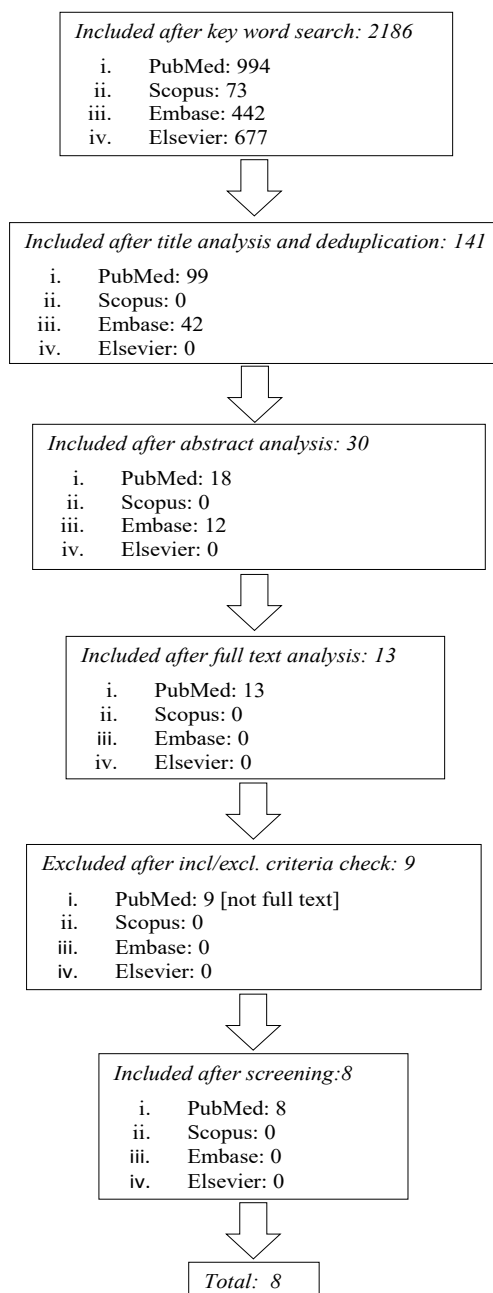 Included after key word search: 2186
i. PubMed: 994
ii. Scopus: 73
iii. Embase: 442
iv. Elsevier: 677
Included after title analysis and deduplication: 141
i. PubMed: 99
ii. Scopus: 0
iii. Embase: 42
iv. Elsevier: 0
Included after abstract analysis: 30
i. PubMed: 18
ii. Scopus: 0
iii. Embase: 12
iv. Elsevier: 0
Included after full text analysis: 13
i. PubMed: 13
ii. Scopus: 0
iii. Embase: 0
iv. Elsevier: 0
Excluded after incl/excl. criteria check: 9
i. PubMed: 9 [not full text]
ii. Scopus: 0
iii. Embase: 0
iv. Elsevier: 0
Included after screening:8
i. PubMed: 8
ii. Scopus: 0
iii. Embase: 0
iv. Elsevier: 0
Total: 8